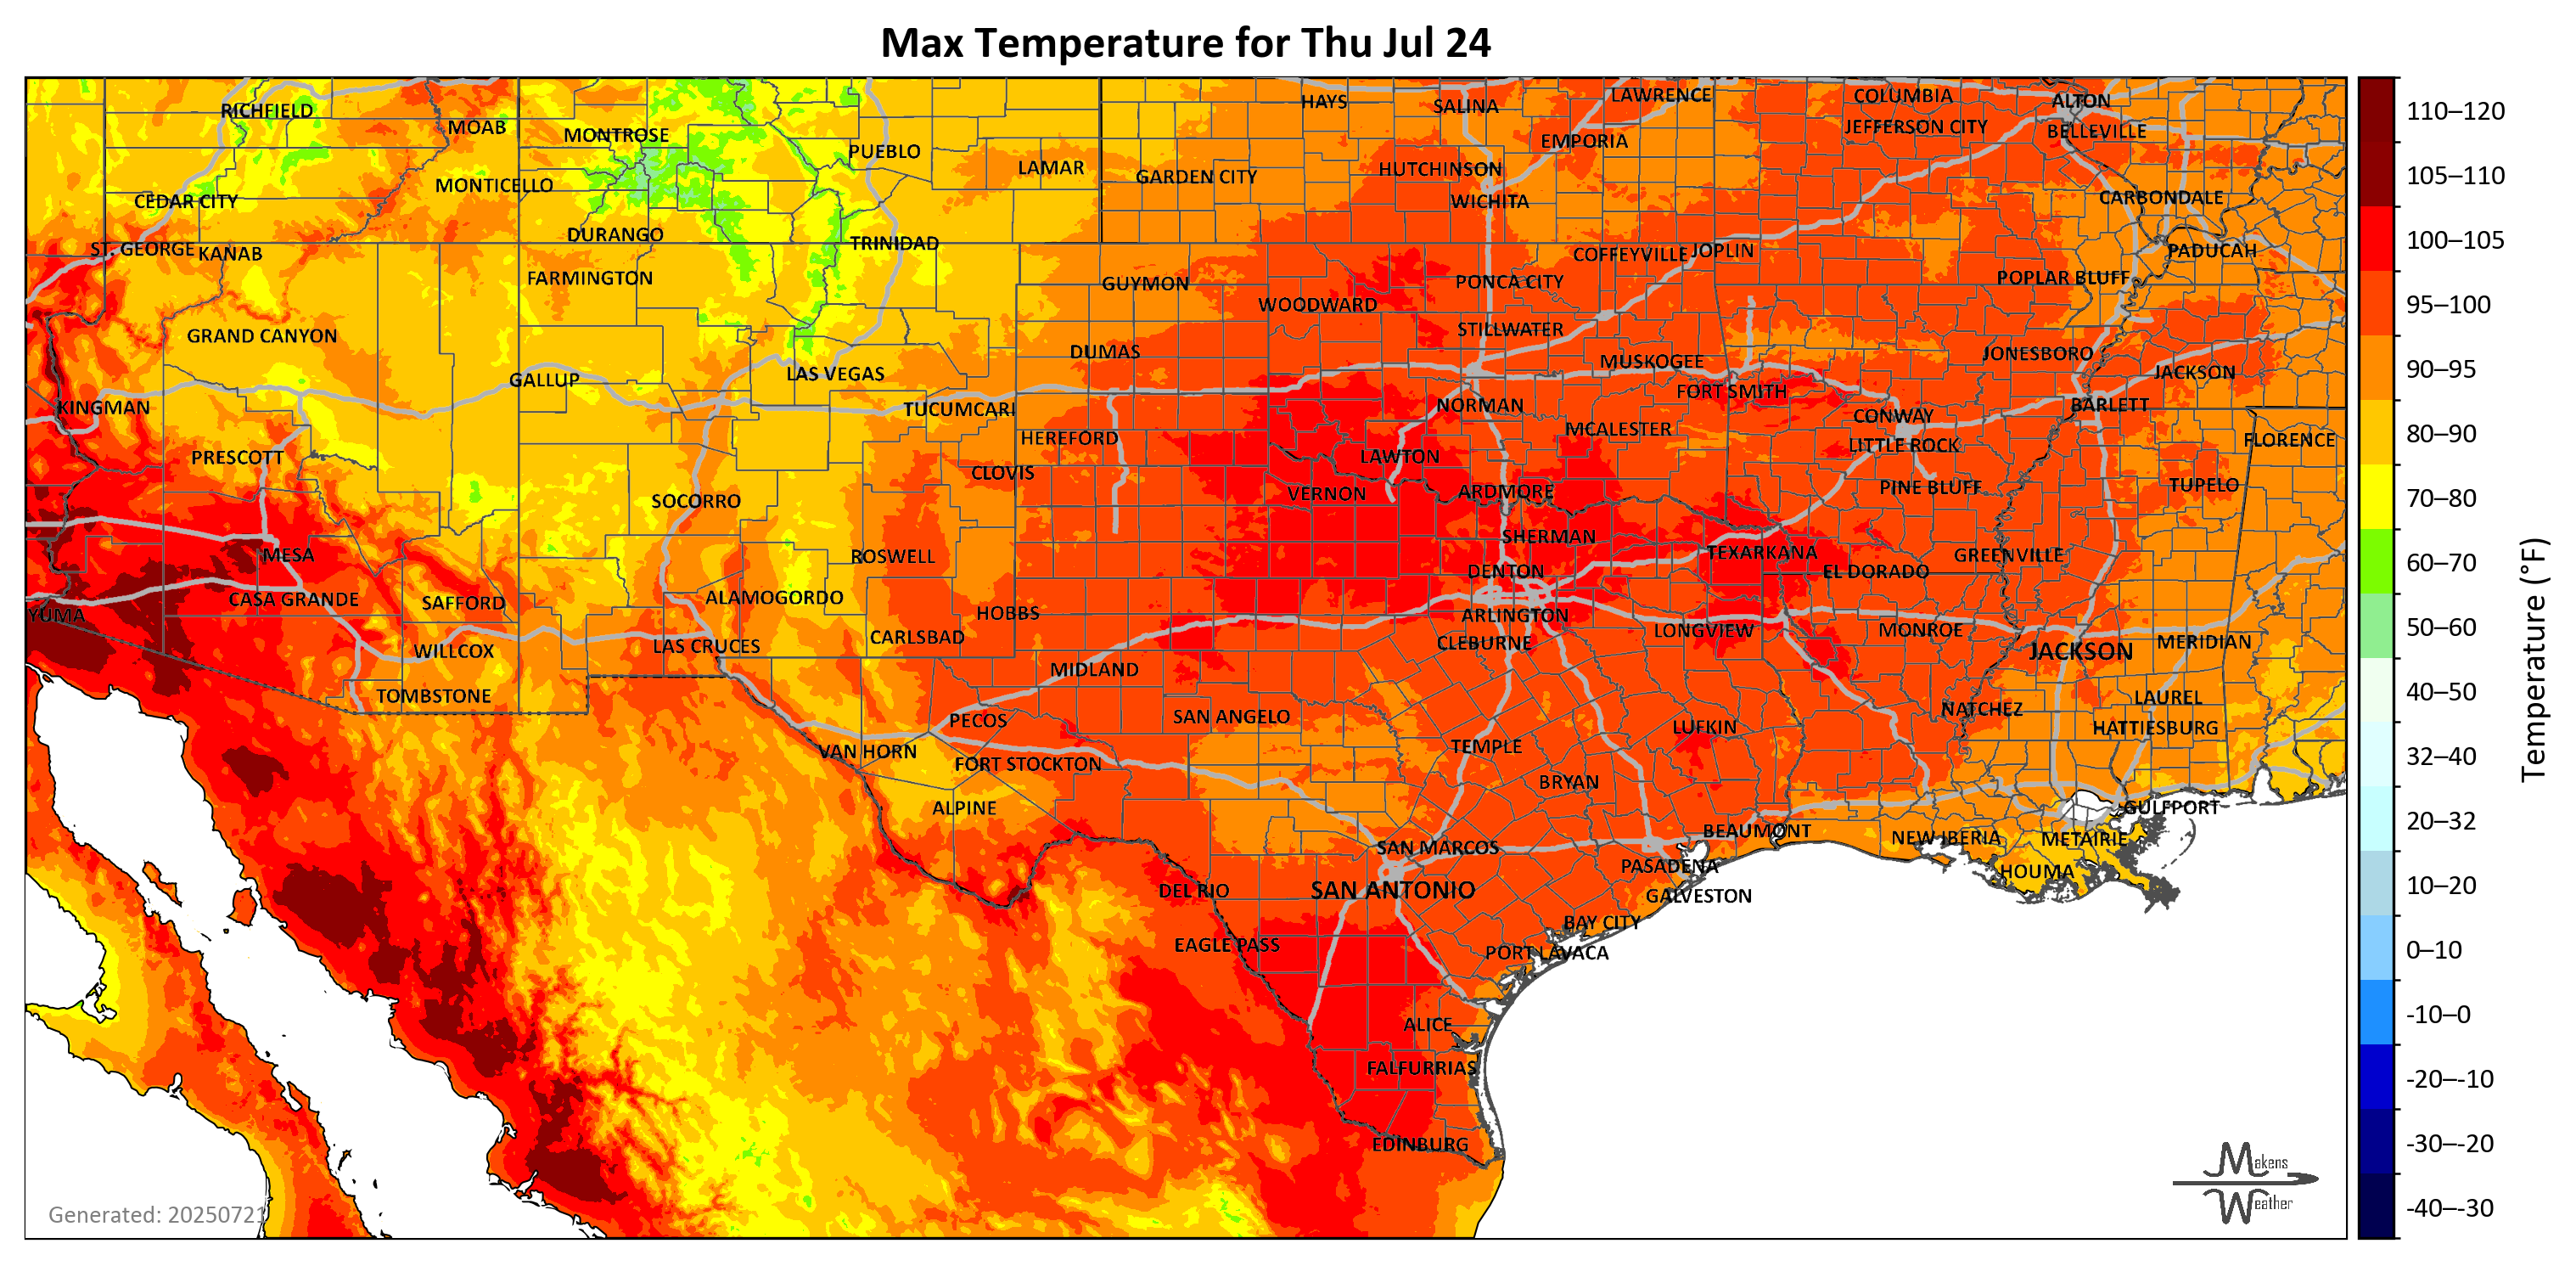 Max Temperature for Thu Jul 24
HAYS
SALINA
LAWRENCE
COLUMBIA
ALTON
RICHFIELD
MOAB
MONTROSE
PUEBLO
EMPORIA
JEFFERSON CITY
BELLEVILLE
LAMAR
GARDEN CITY
HUTCHINSON
MONTICELLO
CEDAR CITY
WICHITA
CARBONDALE
DURANGO
TRINIDAD
ST. GEORGE
KANAB
COFFEYVILLE
JOPLIN
PADUCAH
FARMINGTON
GUYMON
PONCA CITY
POPLAR BLUFF
WOODWARD
GRAND CANYON
STILLWATER
DUMAS
MUSKOGEE
JONESBORO
GALLUP
LAS VEGAS
JACKSON
FORT SMITH
KINGMAN
TUCUMCARI
NORMAN
CONWAY
BARLETT
HEREFORD
MCALESTER
LITTLE ROCK
FLORENCE
PRESCOTT
CLOVIS
LAWTON
SOCORRO
VERNON
ARDMORE
PINE BLUFF
TUPELO
MESA
ROSWELL
SHERMAN
TEXARKANA
GREENVILLE
DENTON
EL DORADO
CASA GRANDE
SAFFORD
ALAMOGORDO
HOBBS
YUMA
ARLINGTON
CARLSBAD
LONGVIEW
MONROE
WILLCOX
LAS CRUCES
CLEBURNE
JACKSON
MERIDIAN
MIDLAND
TOMBSTONE
LAUREL
PECOS
SAN ANGELO
NATCHEZ
LUFKIN
HATTIESBURG
VAN HORN
TEMPLE
FORT STOCKTON
BRYAN
ALPINE
GULFPORT
BEAUMONT
NEW IBERIA
METAIRIE
SAN MARCOS
PASADENA
HOUMA
DEL RIO
SAN ANTONIO
GALVESTON
BAY CITY
EAGLE PASS
PORT LAVACA
ALICE
FALFURRIAS
EDINBURG
Generated: 20250721
Makens
Weather
110–120
105–110
100–105
95–100
90–95
80–90
70–80
60–70
50–60
40–50
32–40
20–32
10–20
0–10
-10–0
-20–-10
-30–-20
-40–-30
Temperature (°F)